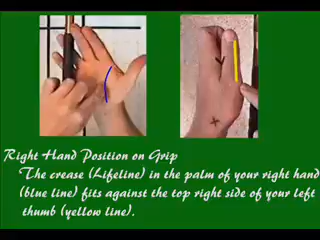 Right Hand Position on Grip
The crease (Lifeline) in the palm of your right hand
(blue line) fits against the top right side of your left
thumb (yellow line).